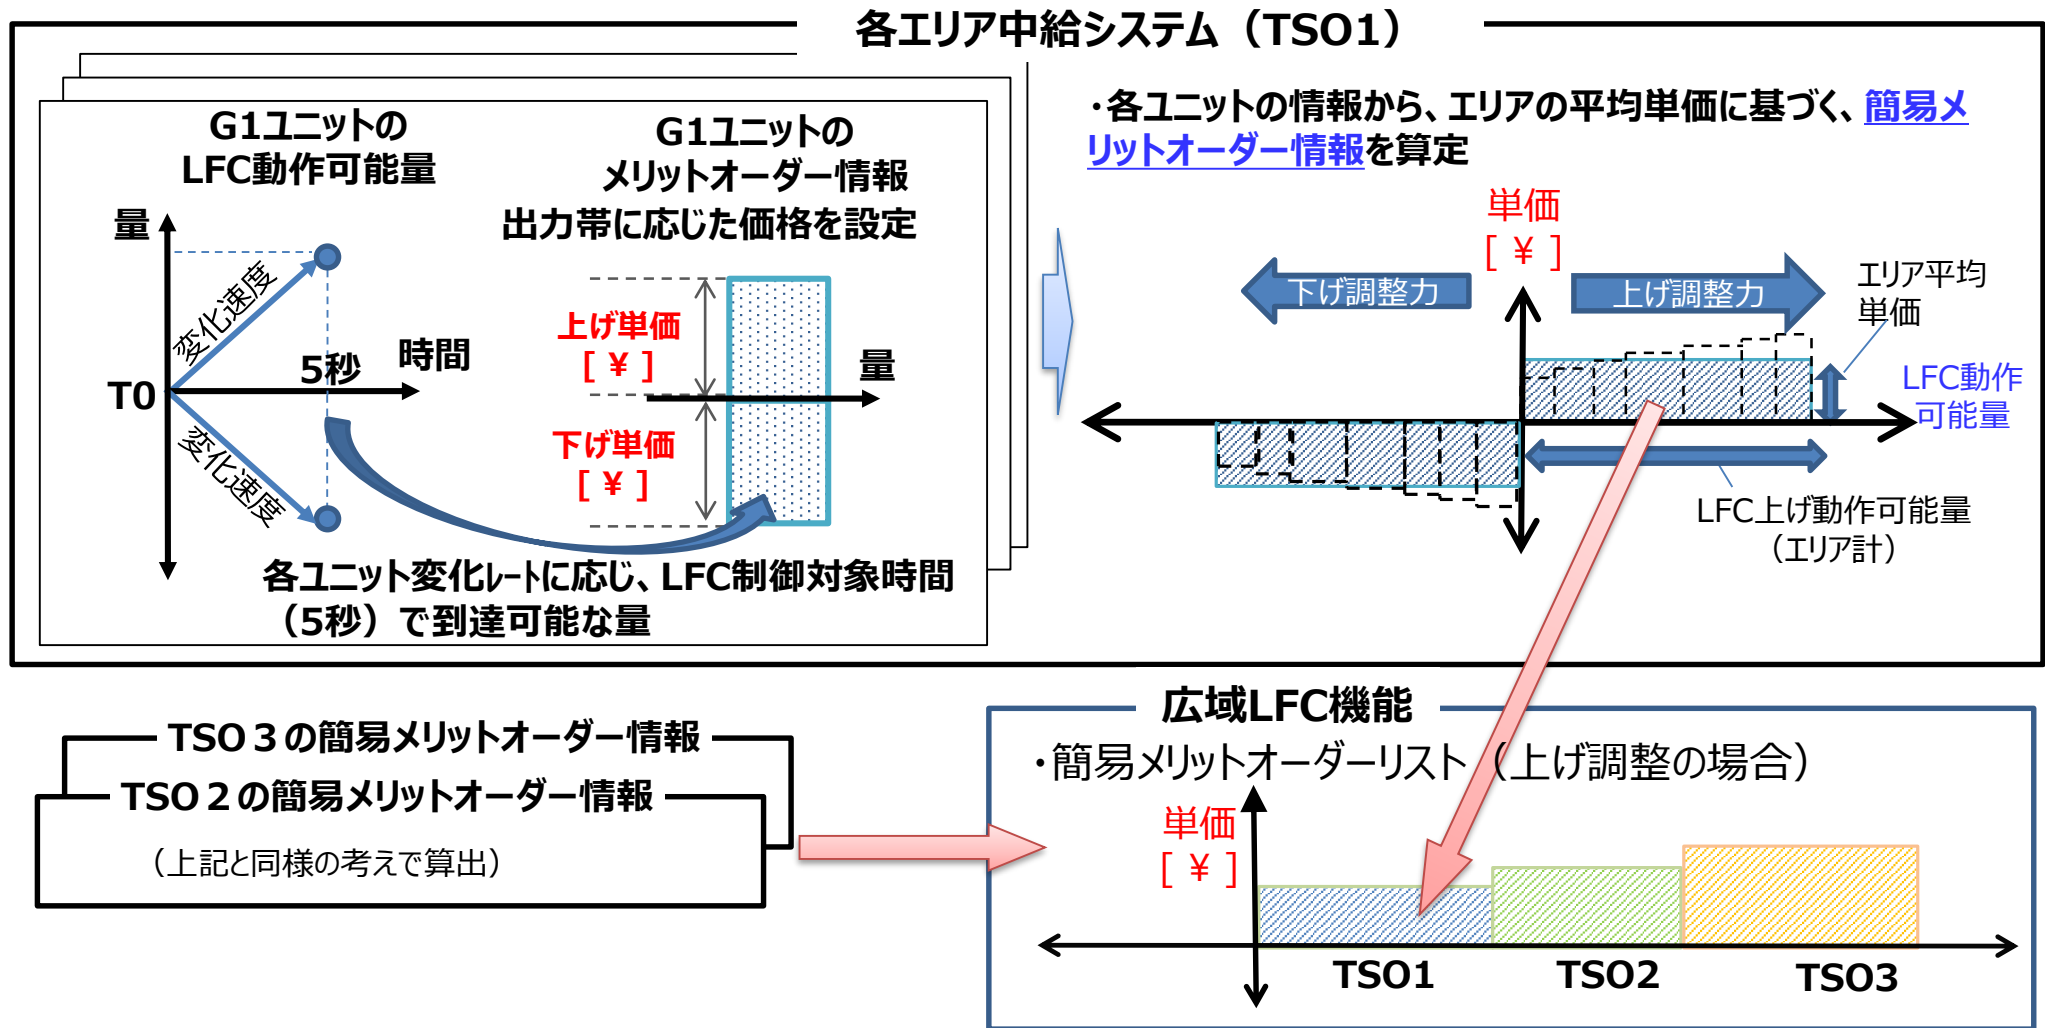 各エリア中給システム（TSO1）
G1ユニットの
LFC動作可能量
量
変化速度
5秒
時間
T0
変化速度
G1ユニットの
メリットオーダー情報
出力帯に応じた価格を設定
上げ単価
[ ¥ ]
量
下げ単価
[ ¥ ]
各ユニット変化レートに応じ、LFC制御対象時間
（5秒）で到達可能な量
・各ユニットの情報から、エリアの平均単価に基づく、簡易メ
リットオーダー情報を算定
単価
[ ¥ ]
下げ調整力
上げ調整力
エリア平均
単価
LFC動作
可能量
LFC上げ動作可能量
（エリア計）
TSO３の簡易メリットオーダー情報
TSO２の簡易メリットオーダー情報
（上記と同様の考えで算出）
広域LFC機能
・簡易メリットオーダーリスト（上げ調整の場合）
単価
[ ¥ ]
TSO1
TSO2
TSO3